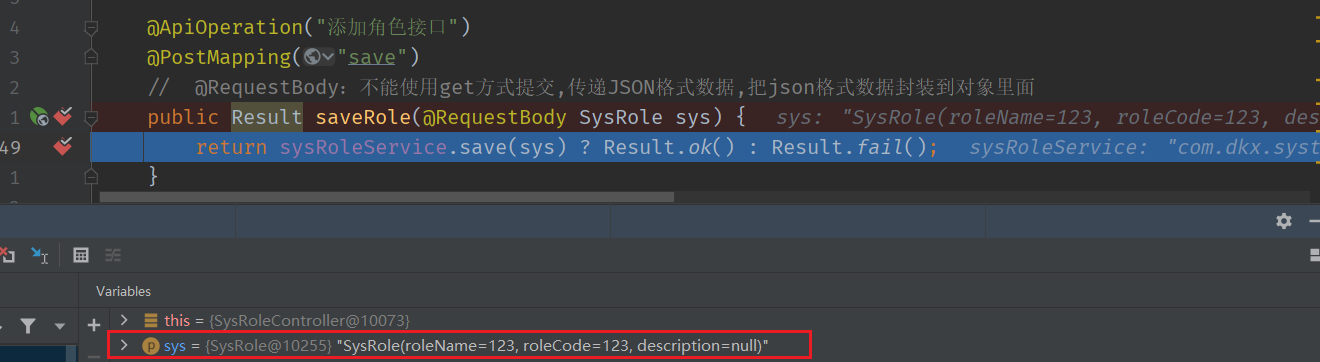 4 @ApiOperation("添加角色接口")
3 @PostMapping("save")
2 // @RequestBody：不能使用get方式提交,传递JSON格式数据,把json格式数据封装到对象里面
1 public Result saveRole(@RequestBody SysRole sys) { sys: "SysRole(roleName=123, roleCode=123, des
49 return sysRoleService.save(sys) ? Result.ok() : Result.fail(); sysRoleService: "com.dkx.syst
1 }
Variables
this = {SysRoleController@10073}
sys = {SysRole@10255} "SysRole(roleName=123, roleCode=123, description=null)"